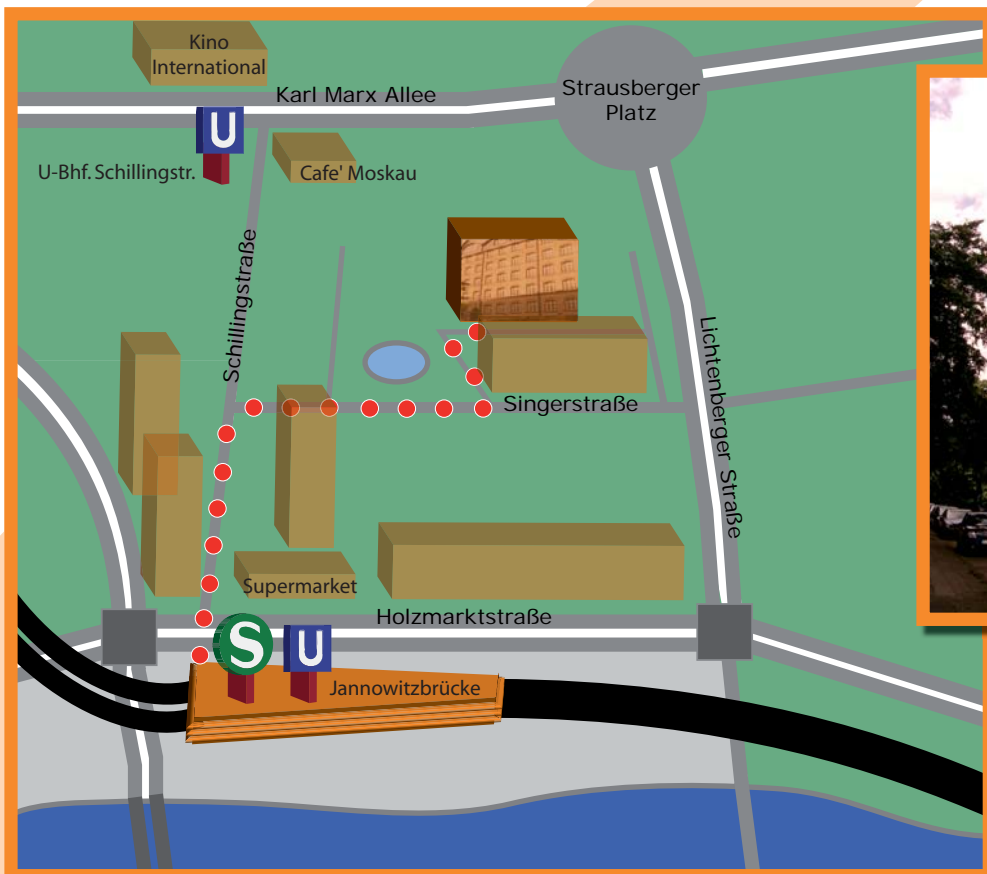 Kino
International
Karl Marx Allee
Strausberger
Platz
U
U-Bhf. Schillingstr.
Cafe' Moskau
Schillingstraße
Lichtenberger Straße
Singerstraße
Supermarket
Holzmarktstraße
S
U
Jannowitzbrücke